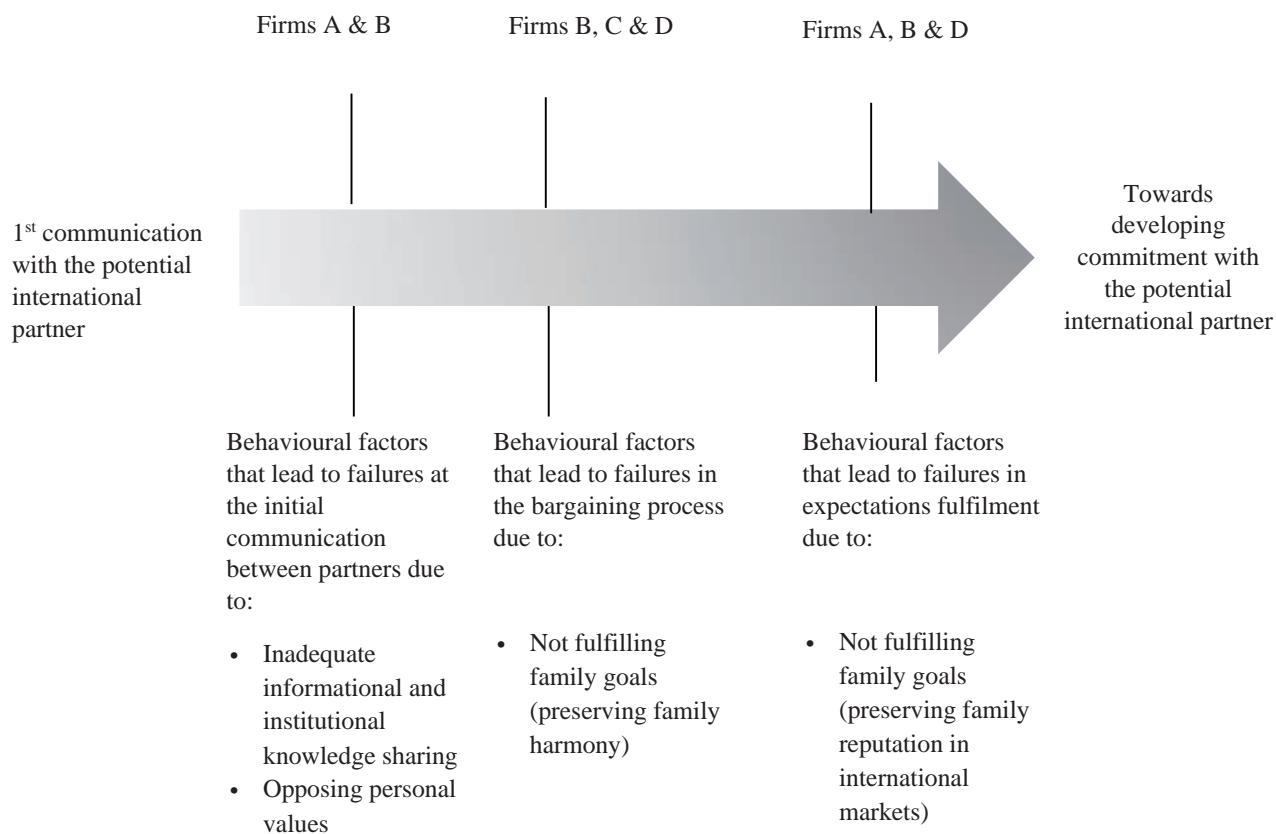 Firms A & B
Firms B, C & D
Firms A, B & D
1st communication
with the potential
international
partner
Towards
developing
commitment with
the potential
international partner
Behavioural factors
that lead to failures at
the initial
communication
between partners due
to:
• Inadequate
informational and
institutional
knowledge sharing
• Opposing personal
values
Behavioural factors
that lead to failures in
the bargaining process
due to:
• Not fulfilling
family goals
(preserving family
harmony)
Behavioural factors
that lead to failures in
expectations fulfilment
due to:
• Not fulfilling
family goals
(preserving family
reputation in
international
markets)